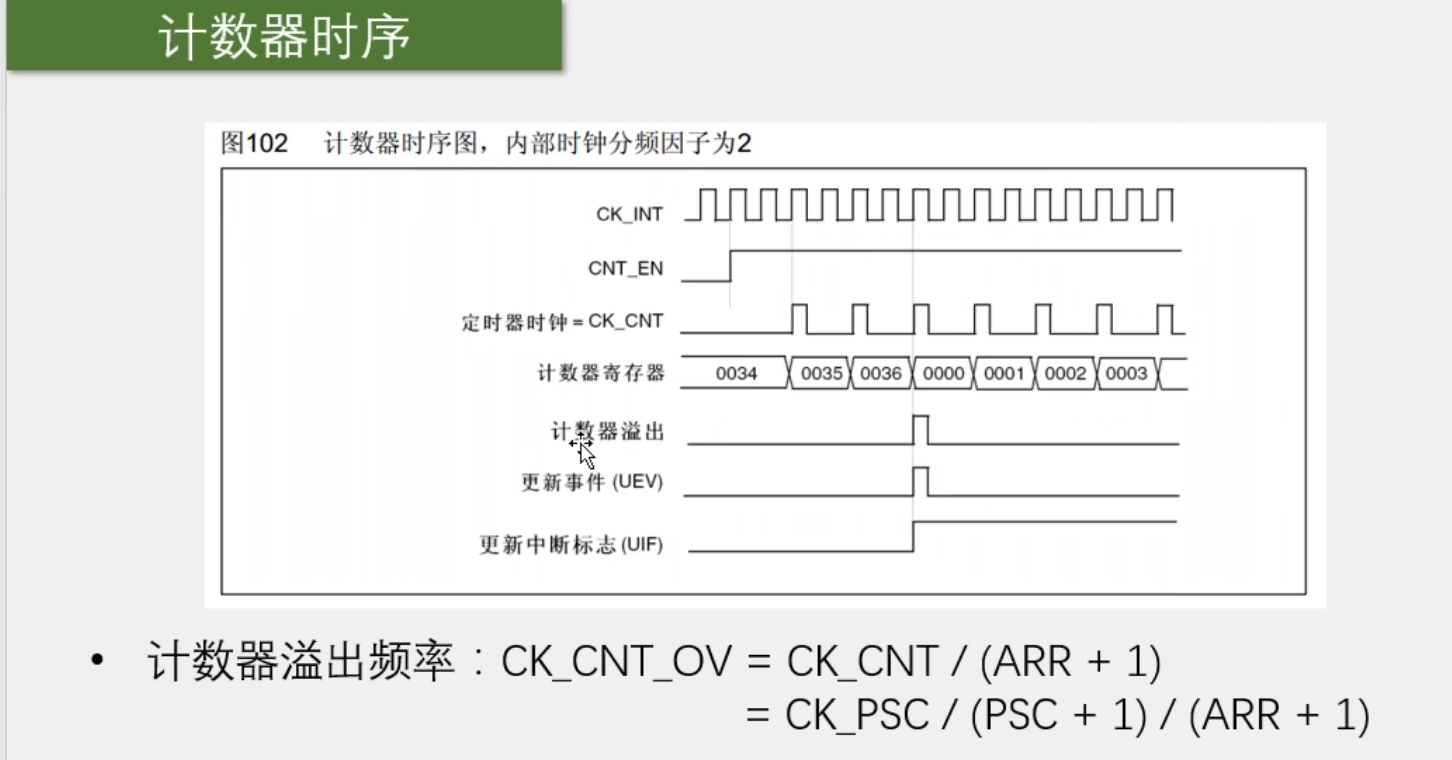 计数器时序
图102 计数器时序图，内部时钟分频因子为2
CK_INT
CNT_EN
定时器时钟 = CK_CNT
计数器寄存器 0034 0035 0036 0000 0001 0002 0003
计数器溢出
更新事件 (UEV)
更新中断标志 (UIF)
• 计数器溢出频率：CK_CNT_OV = CK_CNT / (ARR + 1)
= CK_PSC / (PSC + 1) / (ARR + 1)